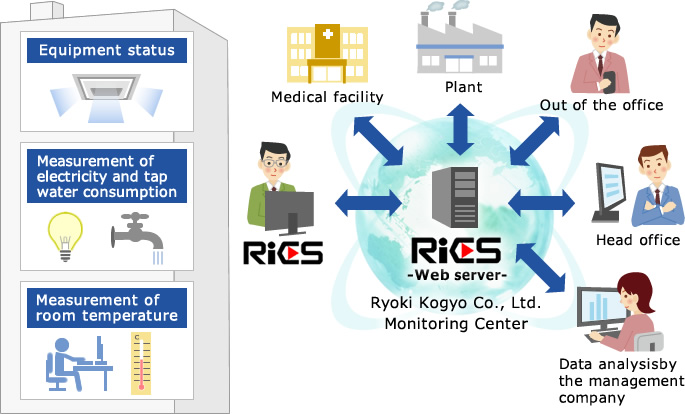 Equipment status
Measurement of
electricity and tap
water consumption
Measurement of
room temperature
C
Medical facility
Plant
Out of the office
RiCS
RiCS
-Web server-
Ryoki Kogyo Co., Ltd.
Monitoring Center
Head office
Data analysisby
the management
company